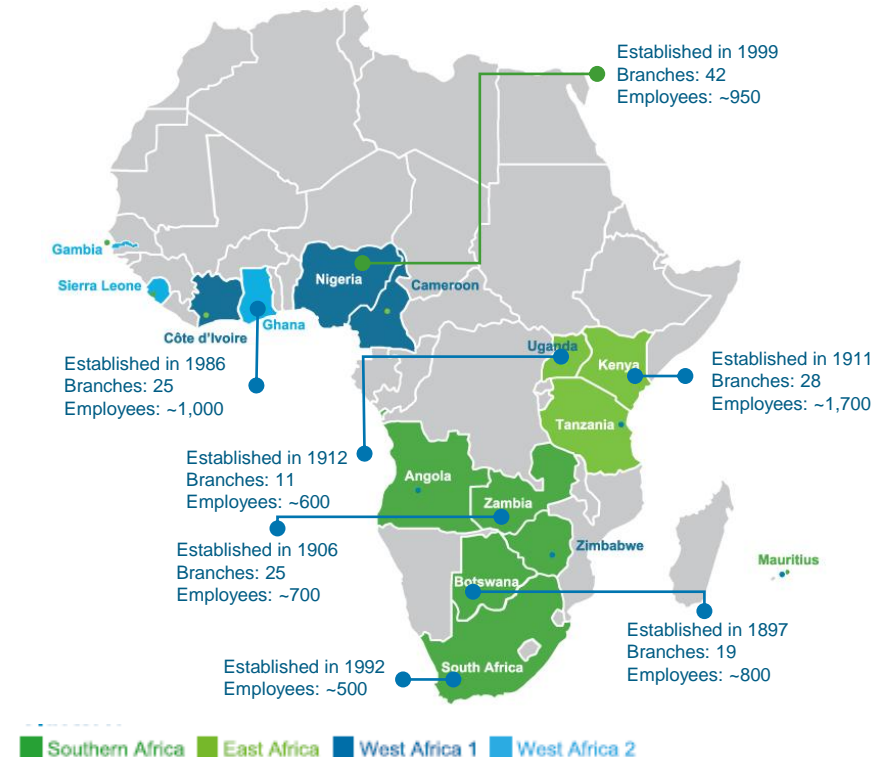 Established in 1999
Branches: 42
Employees: ~950
Gambia
Sierra Leone
Nigeria
Cameroon
Ghana
Côte d'Ivoire
Established in 1986
Branches: 25
Employees: ~1,000
Uganda
Kenya
Established in 1911
Branches: 28
Employees: ~1,700
Tanzania
Established in 1912
Branches: 11
Employees: ~600
Angola
Zambia
Established in 1906
Branches: 25
Employees: ~700
Zimbabwe
Mauritius
Botswana
Established in 1897
Branches: 19
Employees: ~800
Established in 1992
Employees: ~500
South Africa
Southern Africa
East Africa
West Africa 1
West Africa 2